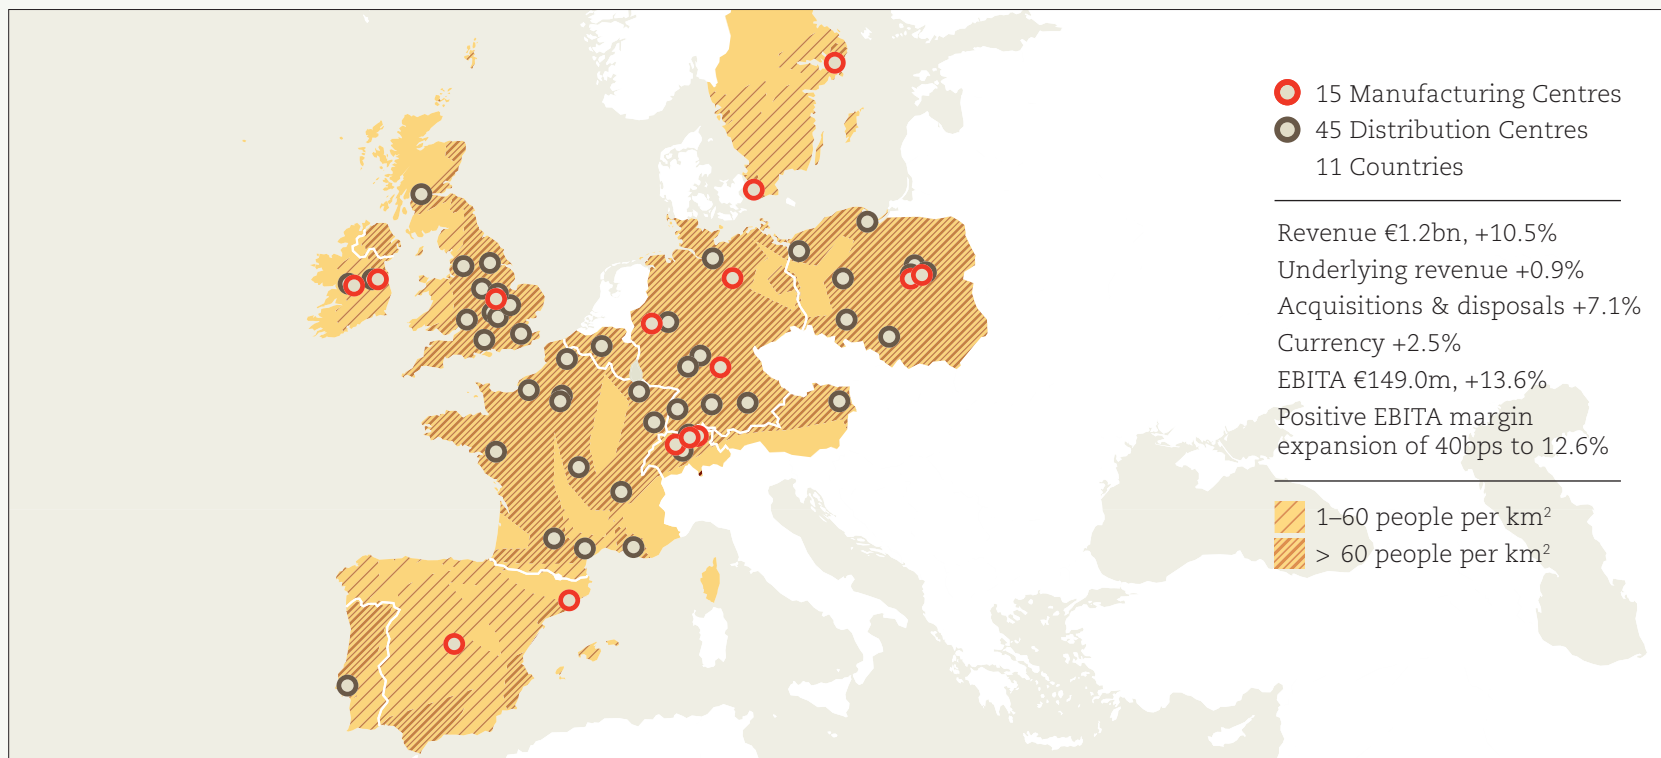 15 Manufacturing Centres
45 Distribution Centres
11 Countries
Revenue €1.2bn, +10.5%
Underlying revenue +0.9%
Acquisitions & disposals +7.1%
Currency +2.5%
EBITA €149.0m, +13.6%
Positive EBITA margin
expansion of 40bps to 12.6%
1–60 people per km²
> 60 people per km²